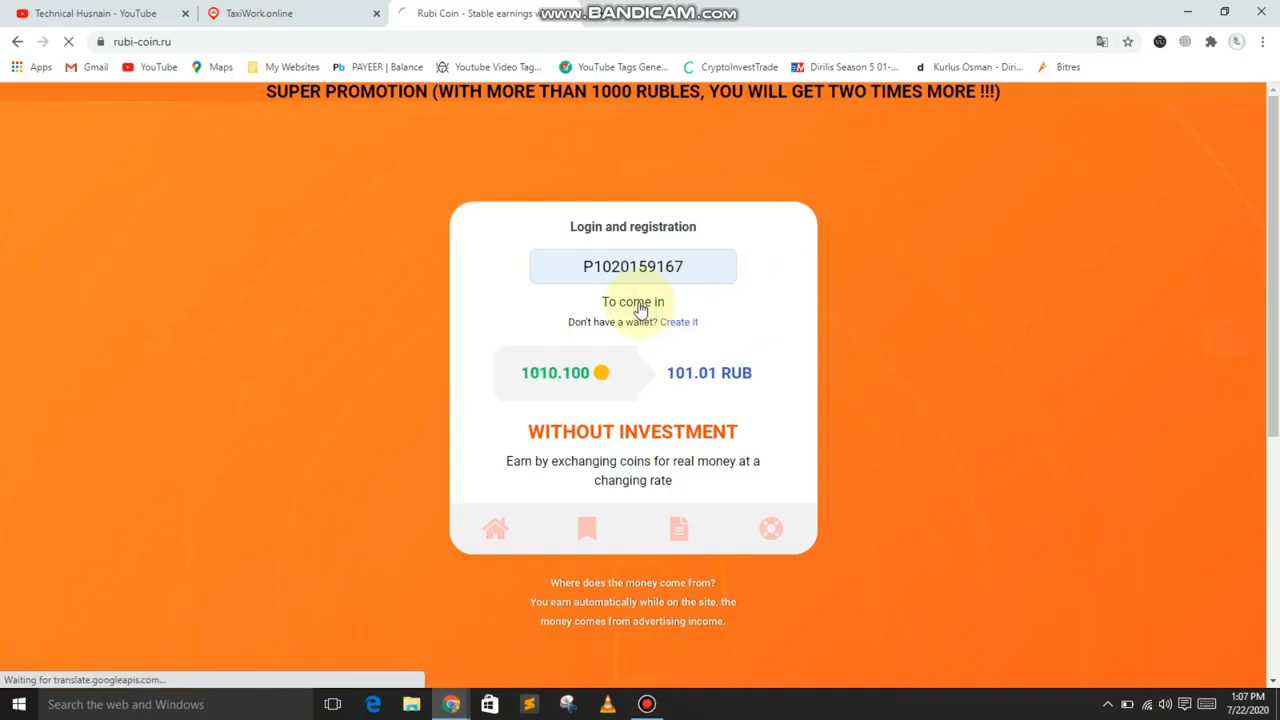 Technical Husnain - YouTube
TaxiWork.online
Rubi Coin - Stable earnings w
www.BANDICAM.com
rubi-coin.ru
Apps
Gmail
YouTube
Maps
My Websites
PAYEER | Balance
Youtube Video Tag...
YouTube Tags Gene...
CryptoInvestTrade
Dirilis Season 5 01-...
Kurlus Osman - Diri...
Bitres
SUPER PROMOTION (WITH MORE THAN 1000 RUBLES, YOU WILL GET TWO TIMES MORE !!!)
Login and registration
P1020159167
To come in
Don't have a wallet? Create it
1010.100
101.01 RUB
WITHOUT INVESTMENT
Earn by exchanging coins for real money at a
changing rate
Where does the money come from?
You earn automatically while on the site, the
money comes from advertising income.
Waiting for translate.googleapis.com...
Search the web and Windows
1:07 PM
7/22/2020